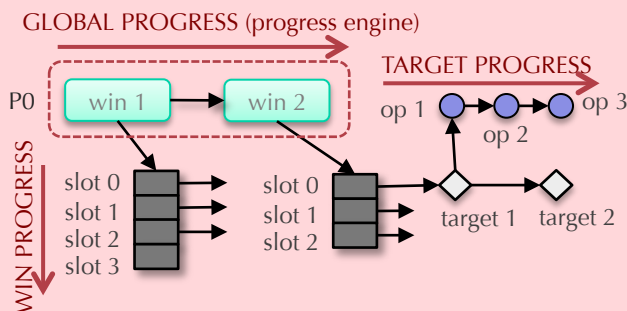 GLOBAL PROGRESS (progress engine)
TARGET PROGRESS
P0
win 1
win 2
op 1
op 2
op 3
WIN PROGRESS
slot 0
slot 1
slot 2
slot 3
slot 0
slot 1
slot 2
target 1
target 2